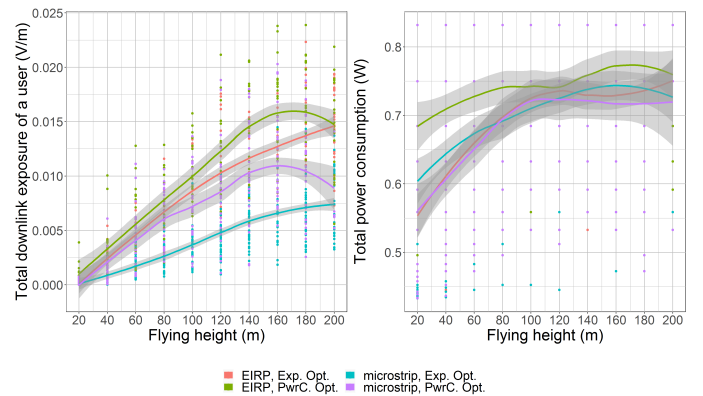 Total downlink exposure of a user (V/m)
0.025
0.020
0.015
0.010
0.005
0.000
20 40 60 80 100 120 140 160 180 200
Flying height (m)
Total power consumption (W)
0.8
0.7
0.6
0.5
20 40 60 80 100 120 140 160 180 200
Flying height (m)
EIRP, Exp. Opt. microstrip, Exp. Opt.
EIRP, PwrC. Opt. microstrip, PwrC. Opt.